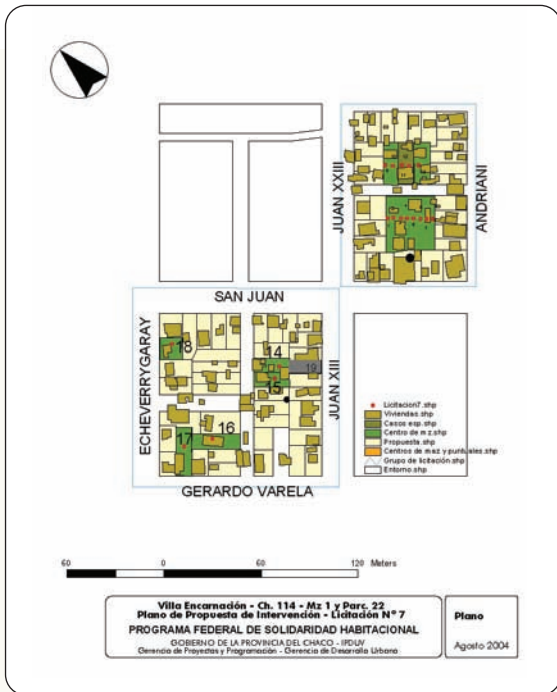 JUAN XXIII
ANDRIANI
SAN JUAN
ECHEVERRYGARAY
18
14
19
15
JUAN XIII
16
17
GERARDO VARELA
Licitacion7.shp
Viviendas.shp
Casos esp.shp
Centro de mz.shp
Propuesta.shp
Centros de maz y puntuales.shp
Grupo de licitación.shp
Entorno.shp
60 0 60 120 Meters
Villa Encarnación - Ch. 114 - Mz 1 y Parc. 22
Plano de Propuesta de Intervención - Licitación Nº 7
PROGRAMA FEDERAL DE SOLIDARIDAD HABITACIONAL
GOBIERNO DE LA PROVINCIA DEL CHACO - IPDUV
Gerencia de Proyectos y Programación - Gerencia de Desarrollo Urbano
Plano
Agosto 2004